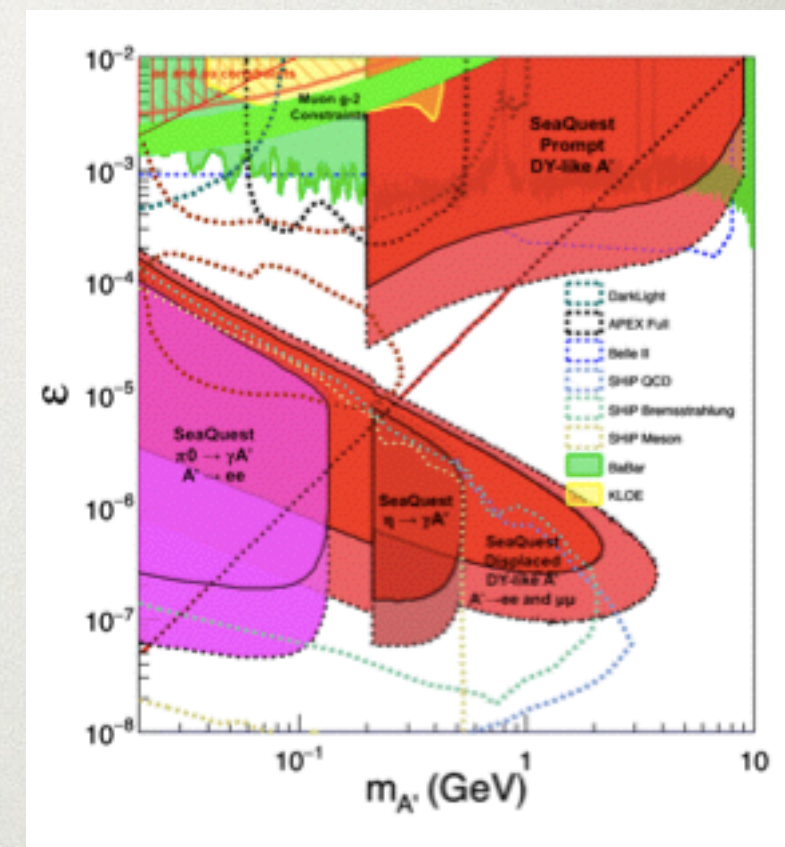 10⁻²
Muon g-2
Constraints
SeaQuest
Prompt
DY-like A'
10⁻³
10⁻⁴
DarkLight
APEX Full
Belle II
SHiP QCD
SHiP Bremsstrahlung
SHiP Meson
BaBar
KLOE
ε
10⁻⁵
SeaQuest
π0 → γA'
A' → ee
10⁻⁶
SeaQuest
η → γA'
SeaQuest
Displaced
DY-like A'
A' →ee and μμ
10⁻⁷
10⁻⁸
10⁻¹
1
10
m_A' (GeV)